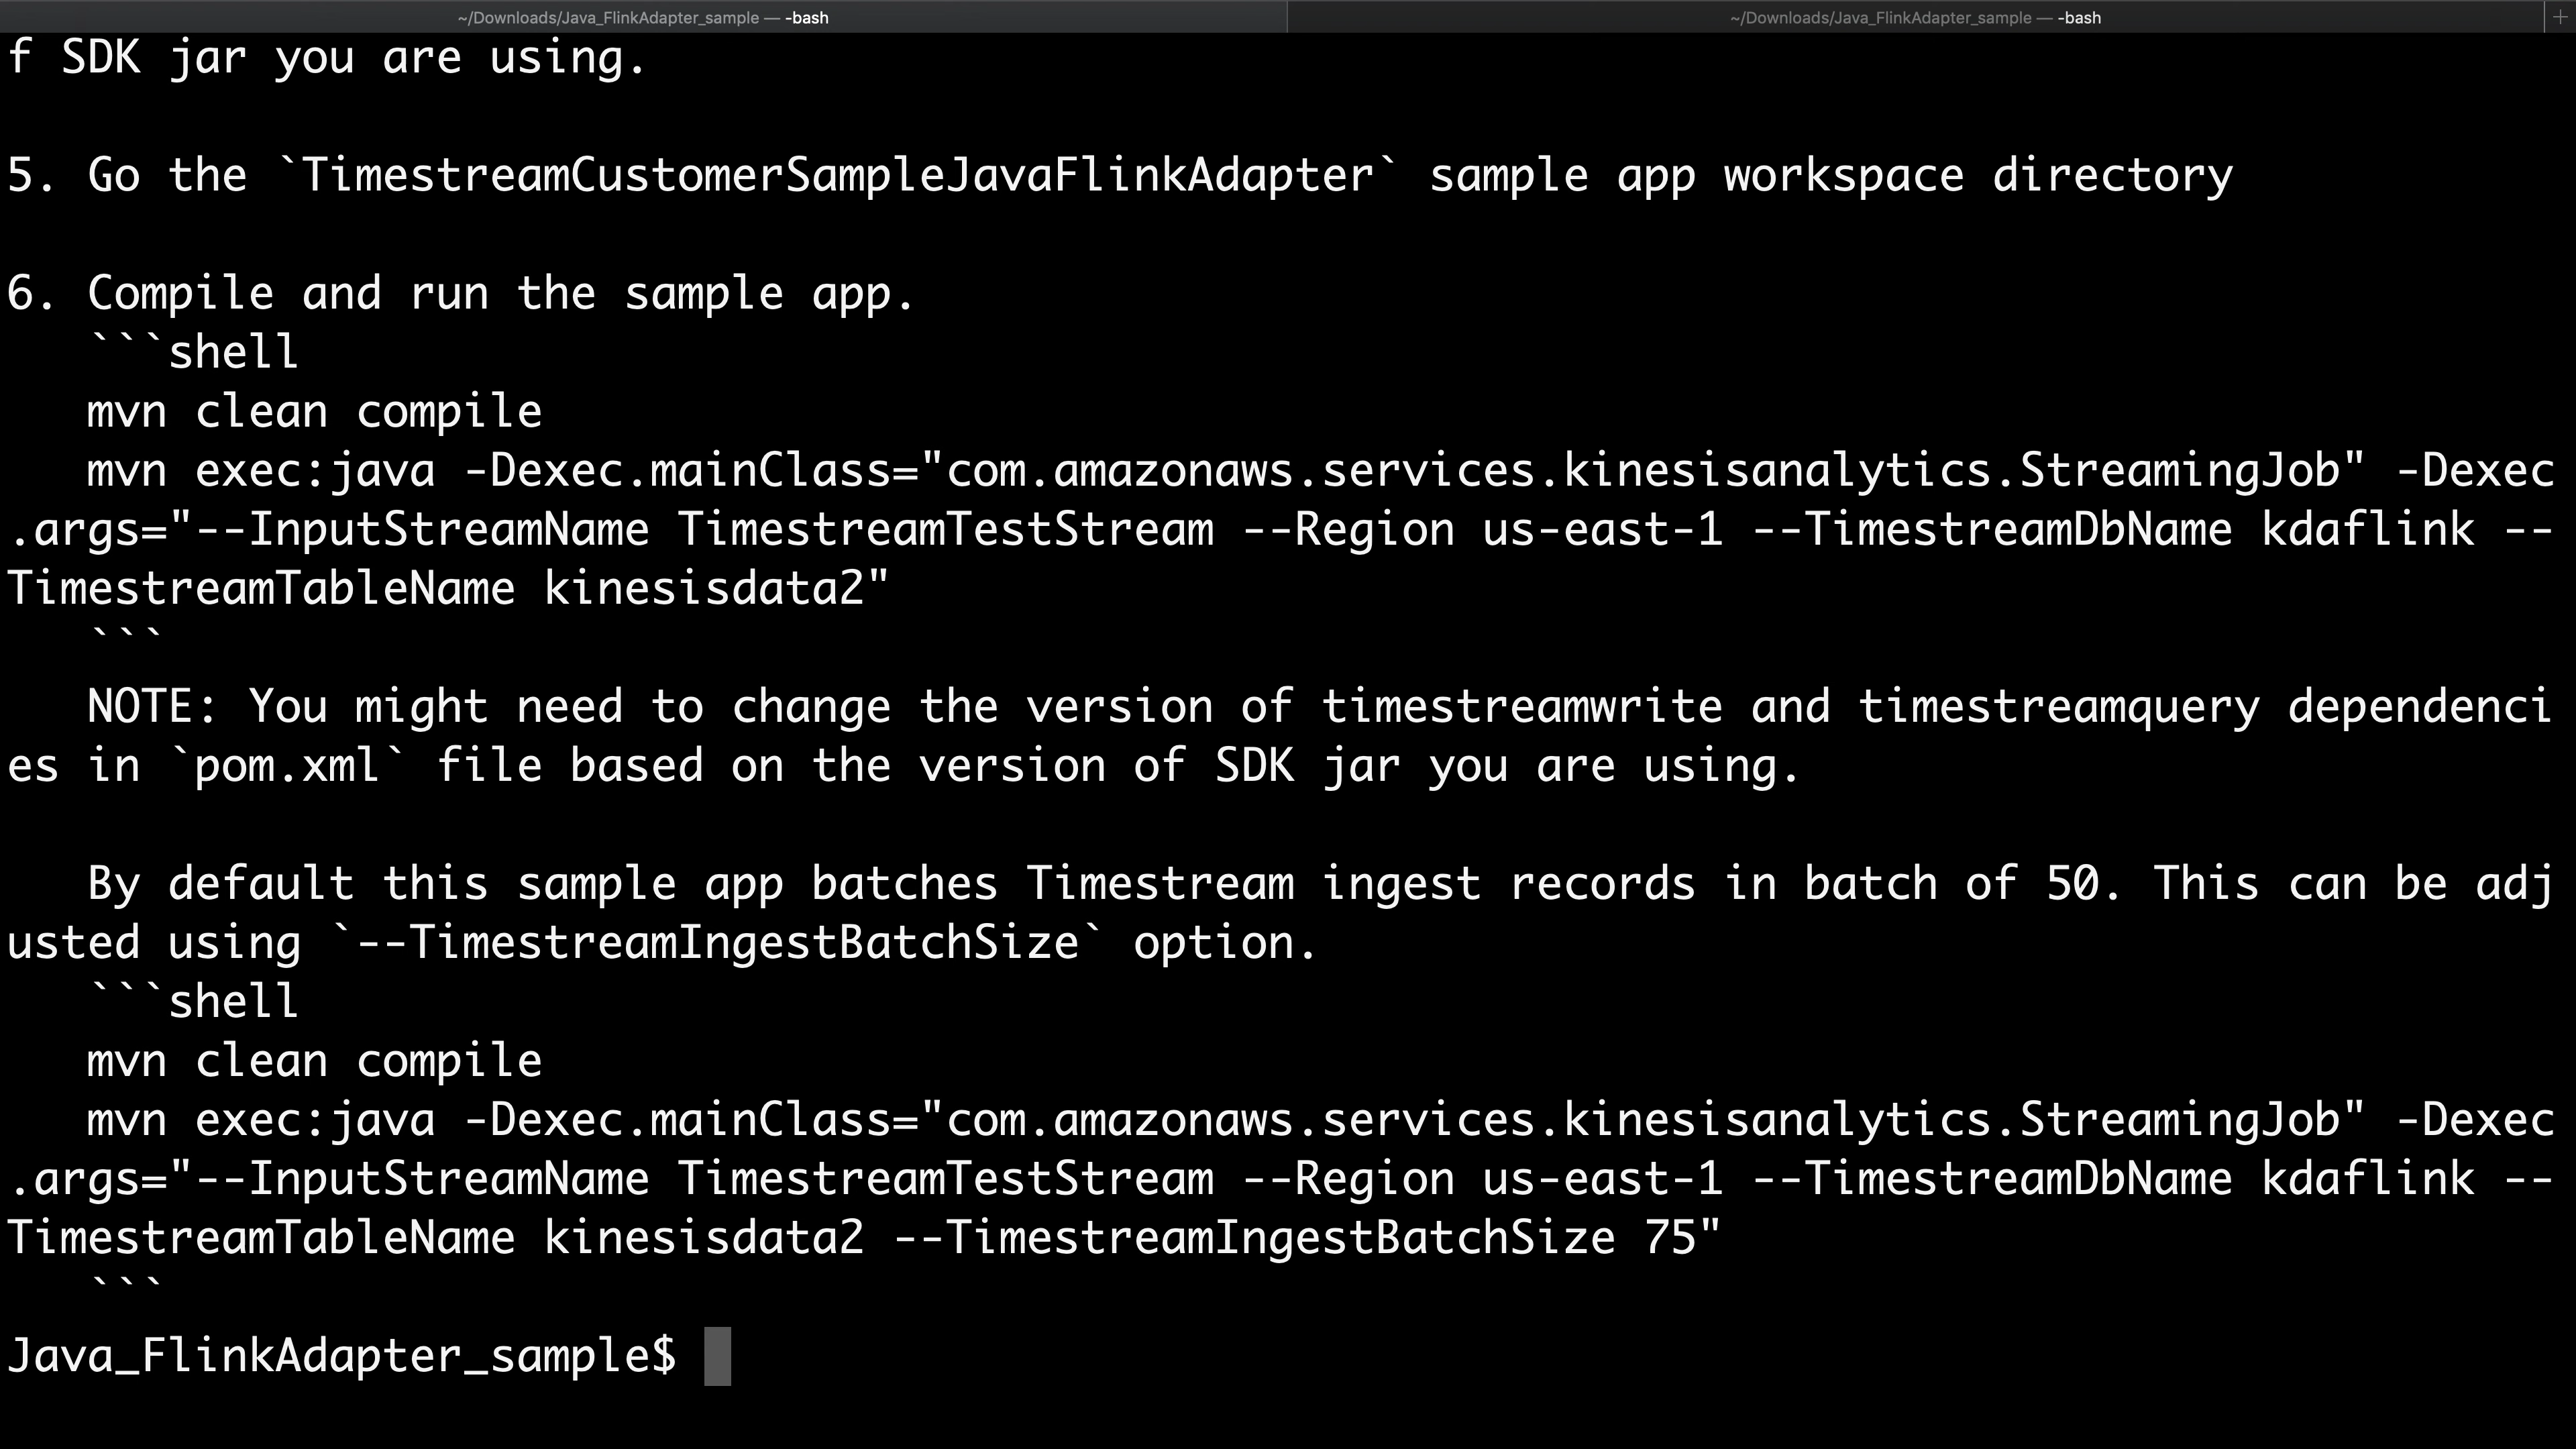 ~/Downloads/Java_FlinkAdapter_sample — -bash
~/Downloads/Java_FlinkAdapter_sample — -bash
f SDK jar you are using.
5. Go the `TimestreamCustomerSampleJavaFlinkAdapter` sample app workspace directory
6. Compile and run the sample app.
```shell
mvn clean compile
mvn exec:java -Dexec.mainClass="com.amazonaws.services.kinesisanalytics.StreamingJob" -Dexec
.args="--InputStreamName TimestreamTestStream --Region us-east-1 --TimestreamDbName kdaflink --
TimestreamTableName kinesisdata2"
```
NOTE: You might need to change the version of timestreamwrite and timestreamquery dependenci
es in `pom.xml` file based on the version of SDK jar you are using.
By default this sample app batches Timestream ingest records in batch of 50. This can be adj
usted using `--TimestreamIngestBatchSize` option.
```shell
mvn clean compile
mvn exec:java -Dexec.mainClass="com.amazonaws.services.kinesisanalytics.StreamingJob" -Dexec
.args="--InputStreamName TimestreamTestStream --Region us-east-1 --TimestreamDbName kdaflink --
TimestreamTableName kinesisdata2 --TimestreamIngestBatchSize 75"
```
Java_FlinkAdapter_sample$